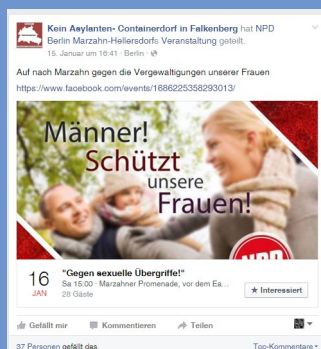 Kein Asylanten- Containerdorf in Falkenberg hat NPD
Berlin Marzahn-Hellersdorfs Veranstaltung geteilt.
15. Januar um 16:41 · Berlin ·
Auf nach Marzahn gegen die Vergewaltigungen unserer Frauen
https://www.facebook.com/events/1686225358293013/
Männer!
Schützt
unsere
Frauen!
NPD
16
JAN
"Gegen sexuelle Übergriffe!"
Sa 15:00 · Marzahner Promenade, vor dem Ea...
28 Gäste
★ Interessiert
Gefällt mir
Kommentieren
Teilen
37 Personen gefällt das.
Top-Kommentare